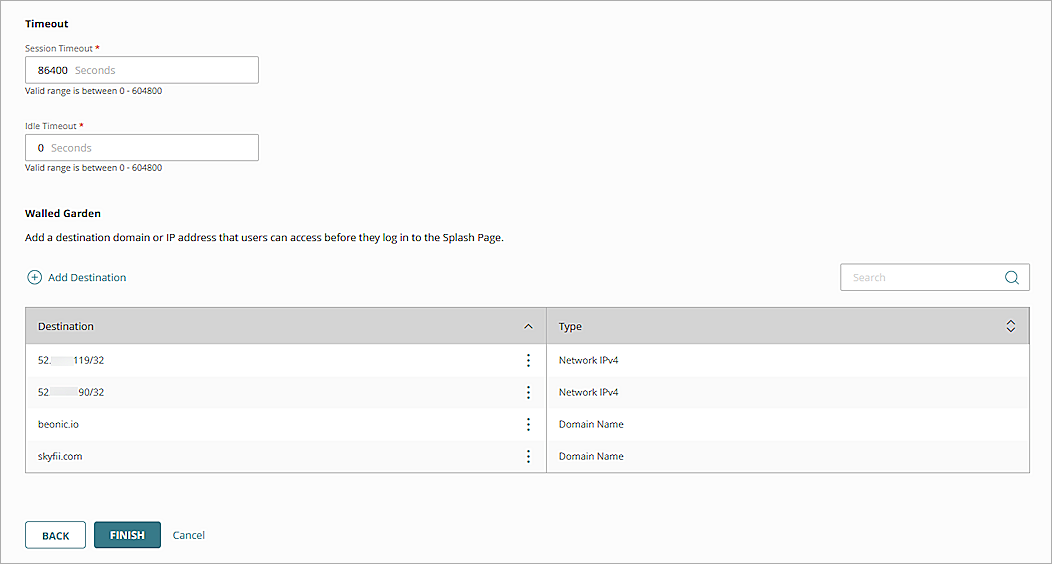 Timeout
Session Timeout *
86400 Seconds
Valid range is between 0 - 604800
Idle Timeout *
0 Seconds
Valid range is between 0 - 604800
Walled Garden
Add a destination domain or IP address that users can access before they log in to the Splash Page.
Add Destination
Search
Destination Type
52. 119/32 Network IPv4
52 90/32 Network IPv4
beonic.io Domain Name
skyfii.com Domain Name
BACK FINISH Cancel